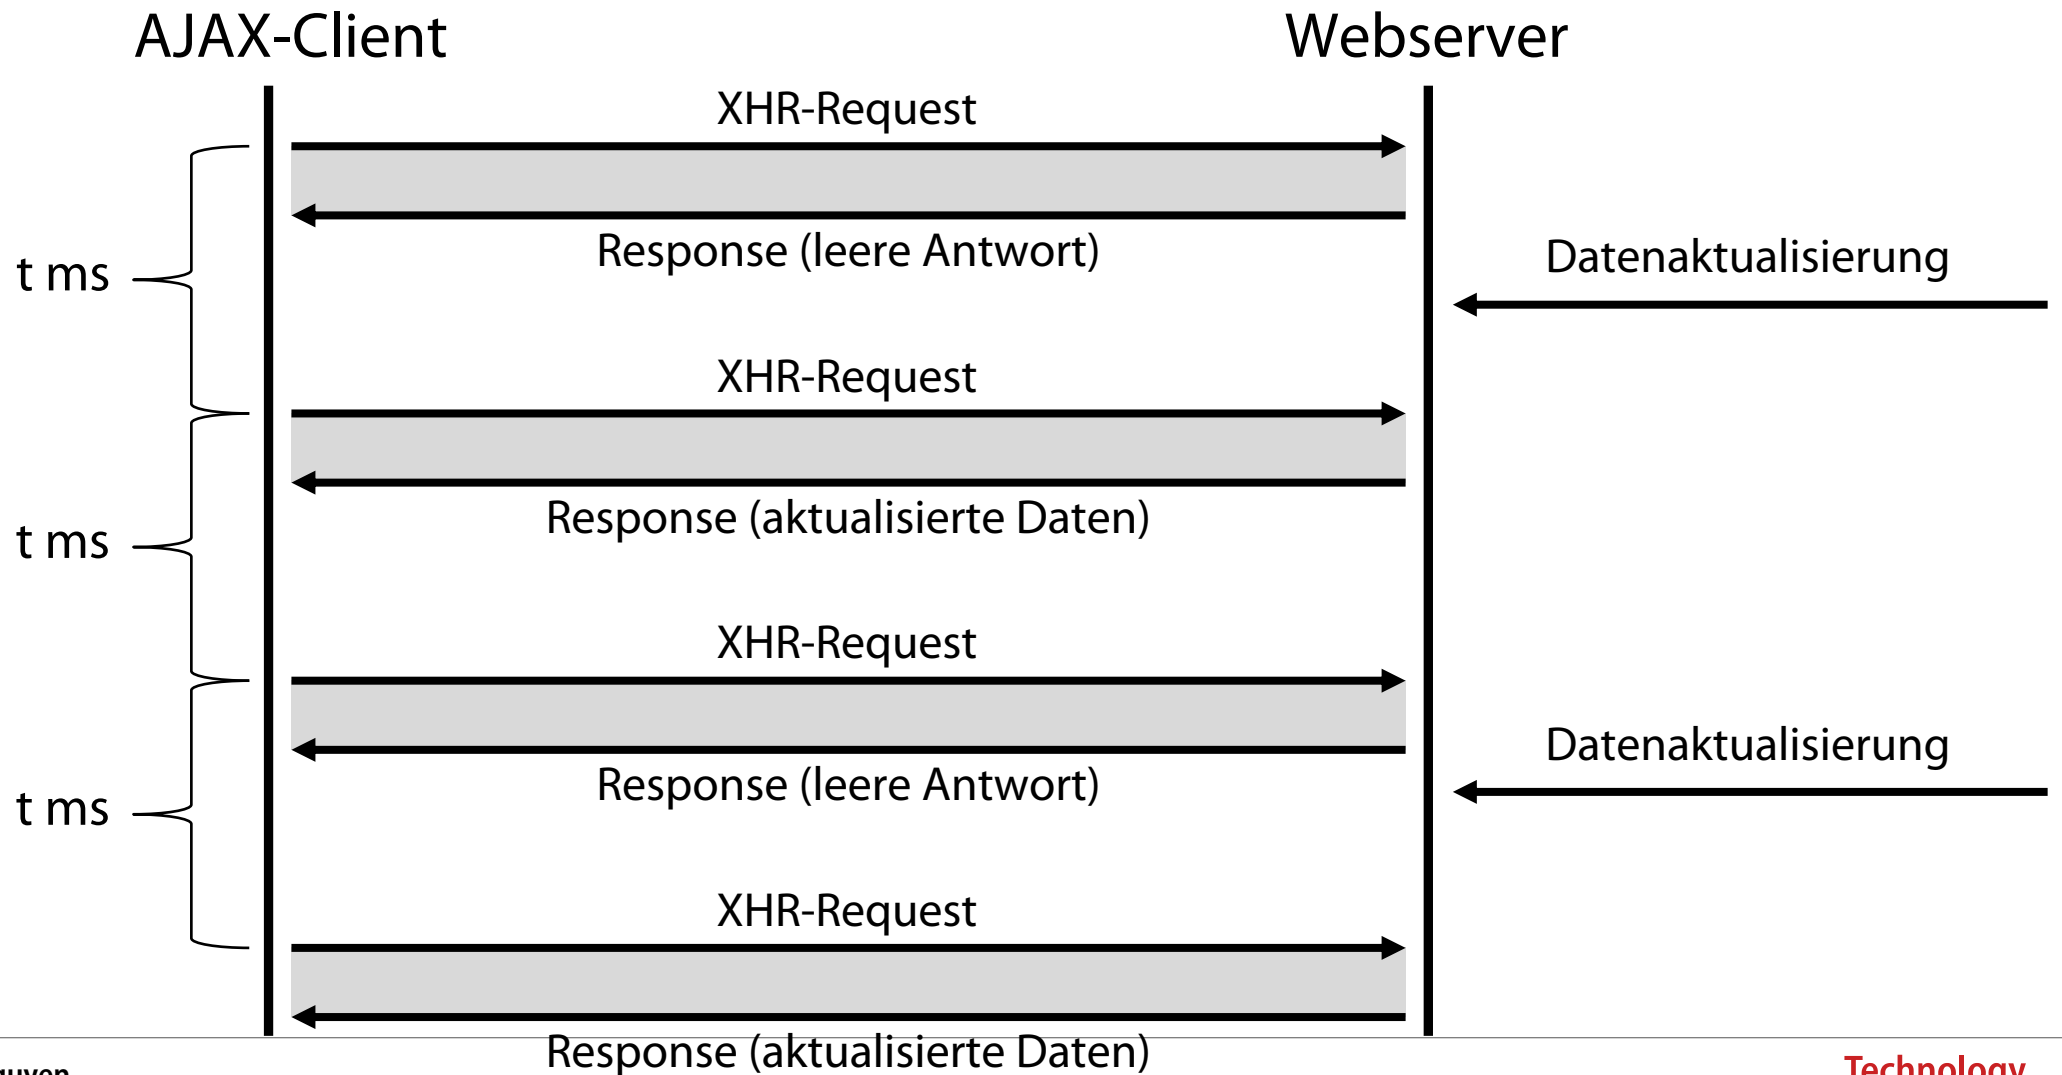 AJAX-Client
Webserver
XHR-Request
Response (leere Antwort)
Datenaktualisierung
t ms
XHR-Request
Response (aktualisierte Daten)
t ms
XHR-Request
Response (leere Antwort)
Datenaktualisierung
t ms
XHR-Request
Response (aktualisierte Daten)
Technology